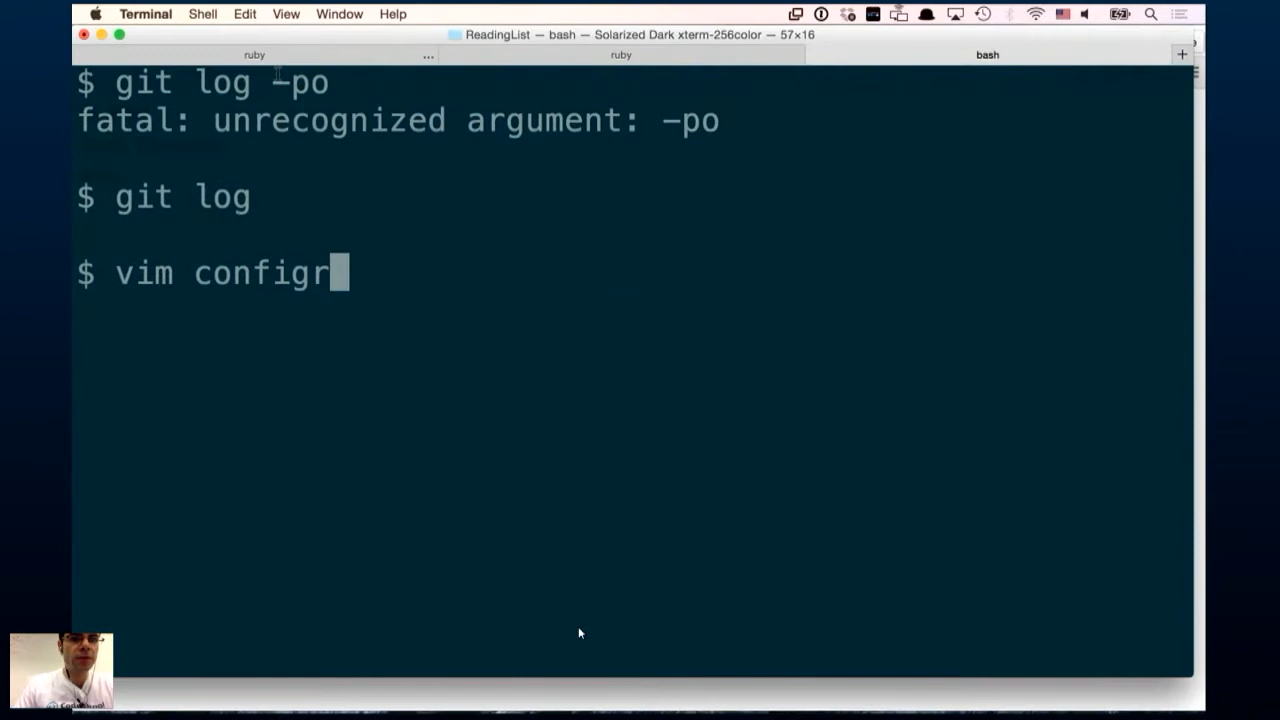 Terminal Shell Edit View Window Help
ReadingList — bash — Solarized Dark xterm-256color — 57×16
ruby ... ruby bash +
$ git log -po
fatal: unrecognized argument: -po
$ git log
$ vim configr